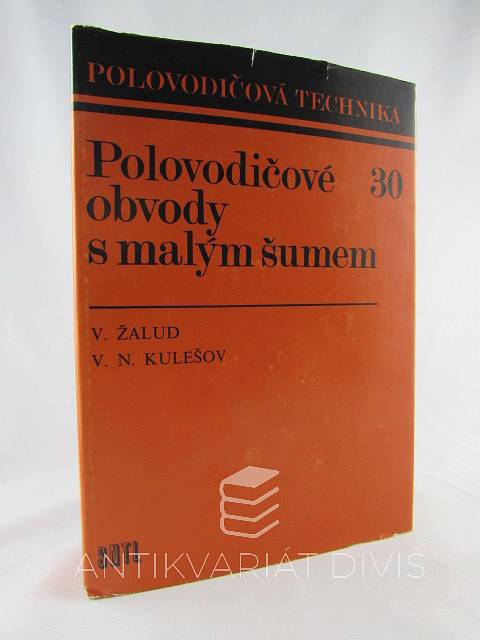 POLOVODIČOVÁ TECHNIKA
Polovodičové 30
obvody
s malým šumem
V. ŽALUD
V. N. KULEŠOV
SNTL
ANTIKVARIÁT DIVIŠ